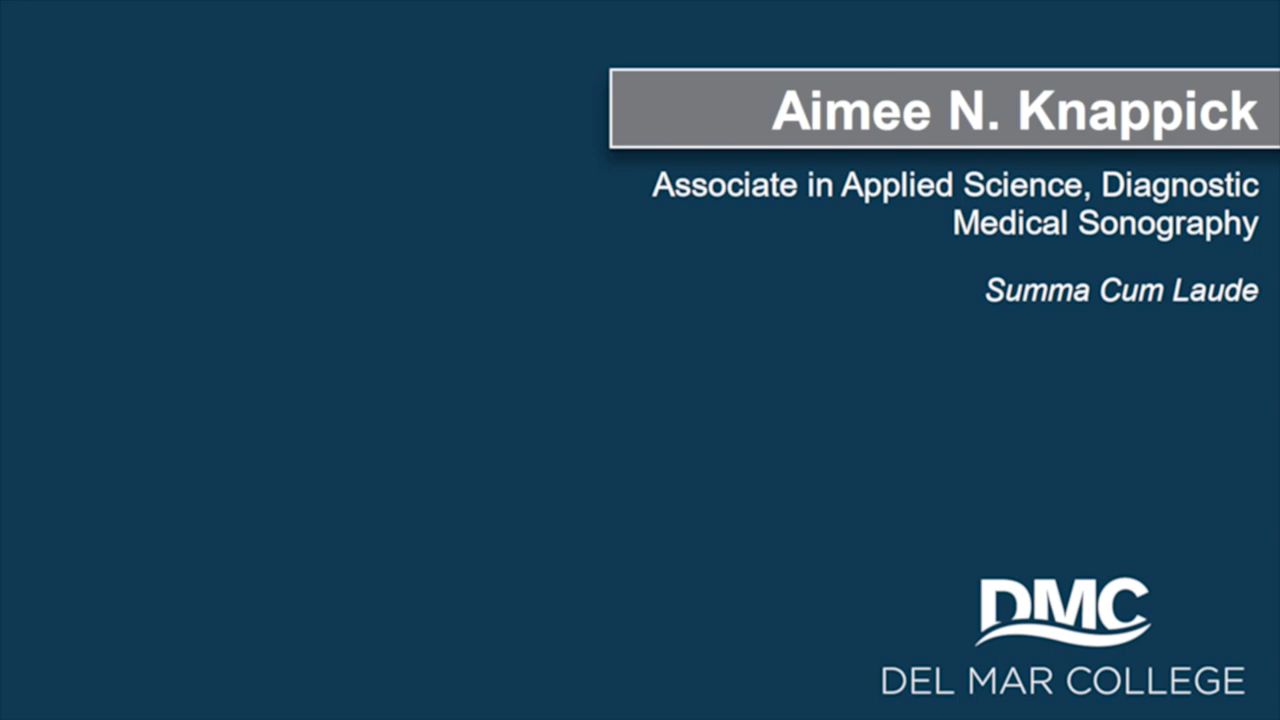 Aimee N. Knappick
Associate in Applied Science, Diagnostic
Medical Sonography
Summa Cum Laude
DMC
DEL MAR COLLEGE